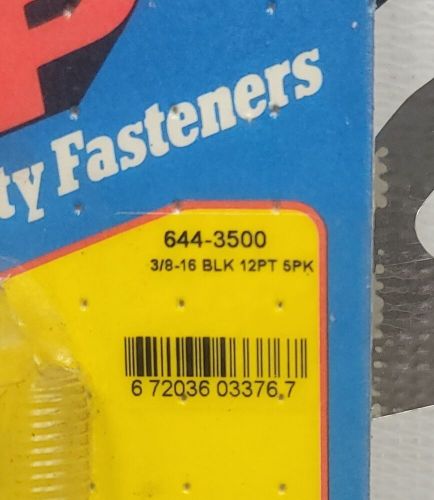 P
ty Fasteners
644-3500
3/8-16 BLK 12PT 5PK
6 72036 03376 7